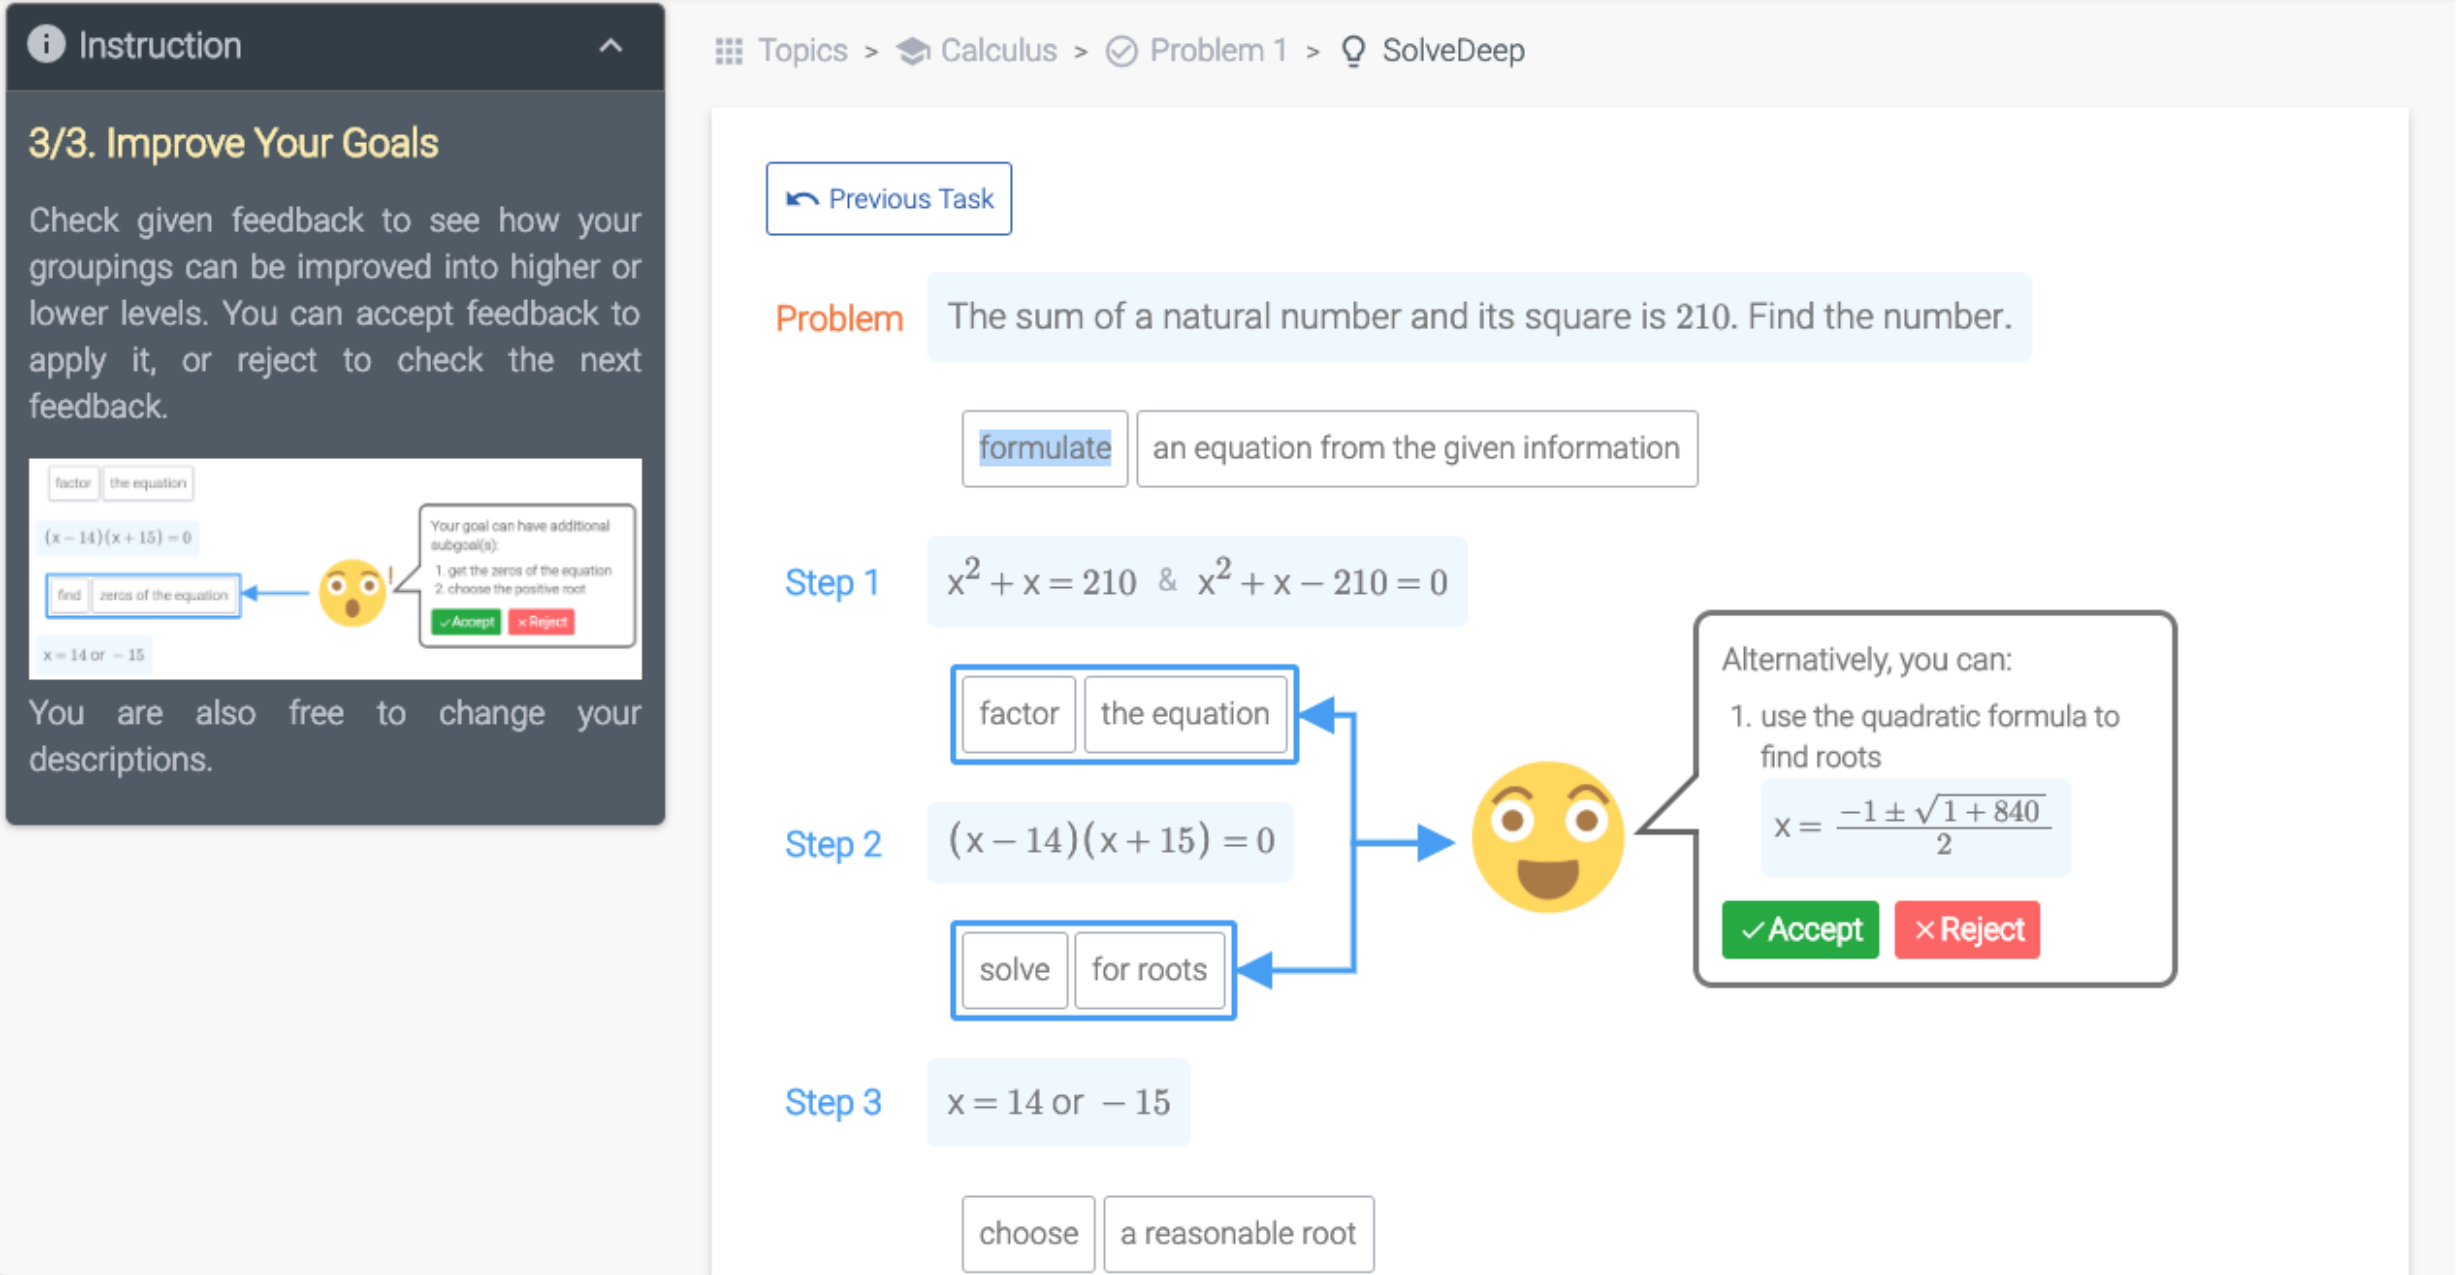 Instruction
3/3. Improve Your Goals
Check given feedback to see how your
groupings can be improved into higher or
lower levels. You can accept feedback to
apply it, or reject to check the next
feedback.
factor the equation
(x − 14)(x + 15) = 0
find zeros of the equation
x = 14 or − 15
!
Your goal can have additional
subgoal(s):
1. get the zeros of the equation
2. choose the positive root
✓Accept ×Reject
You are also free to change your
descriptions.
Topics > Calculus > Problem 1 > SolveDeep
Previous Task
Problem The sum of a natural number and its square is 210. Find the number.
formulate an equation from the given information
Step 1 x² + x = 210 & x² + x − 210 = 0
factor the equation
Step 2 (x − 14)(x + 15) = 0
solve for roots
Step 3 x = 14 or − 15
choose a reasonable root
Alternatively, you can:
1. use the quadratic formula to
find roots
x = (−1 ± √1 + 840)/2
✓Accept ×Reject